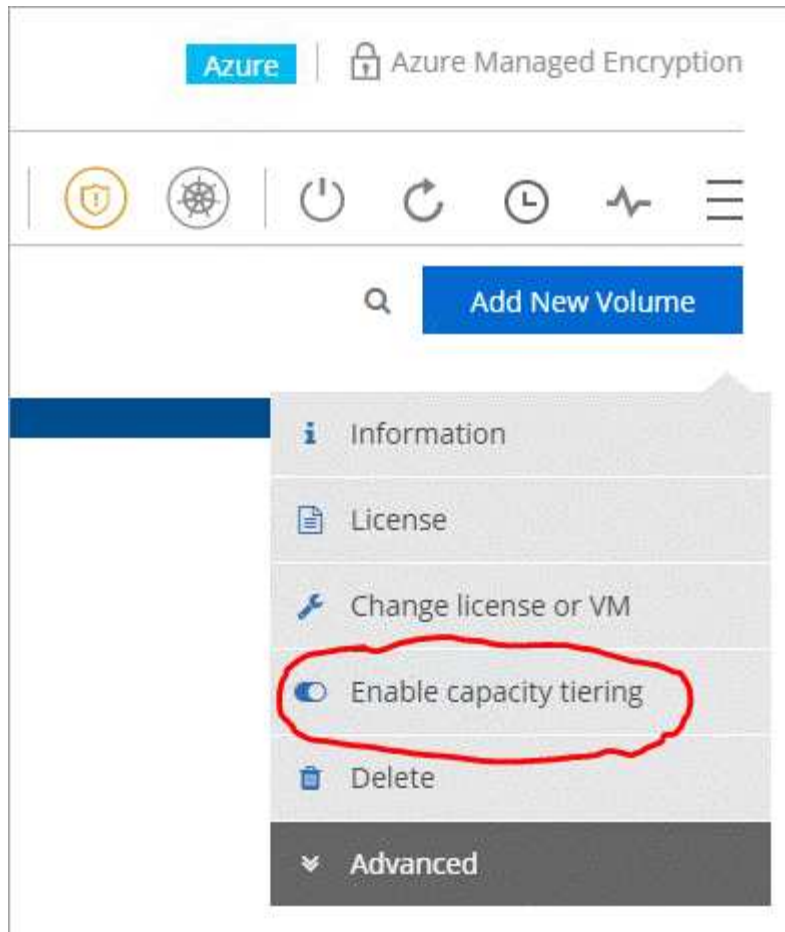 Azure
Azure Managed Encryption
Add New Volume
Information
License
Change license or VM
Enable capacity tiering
Delete
Advanced